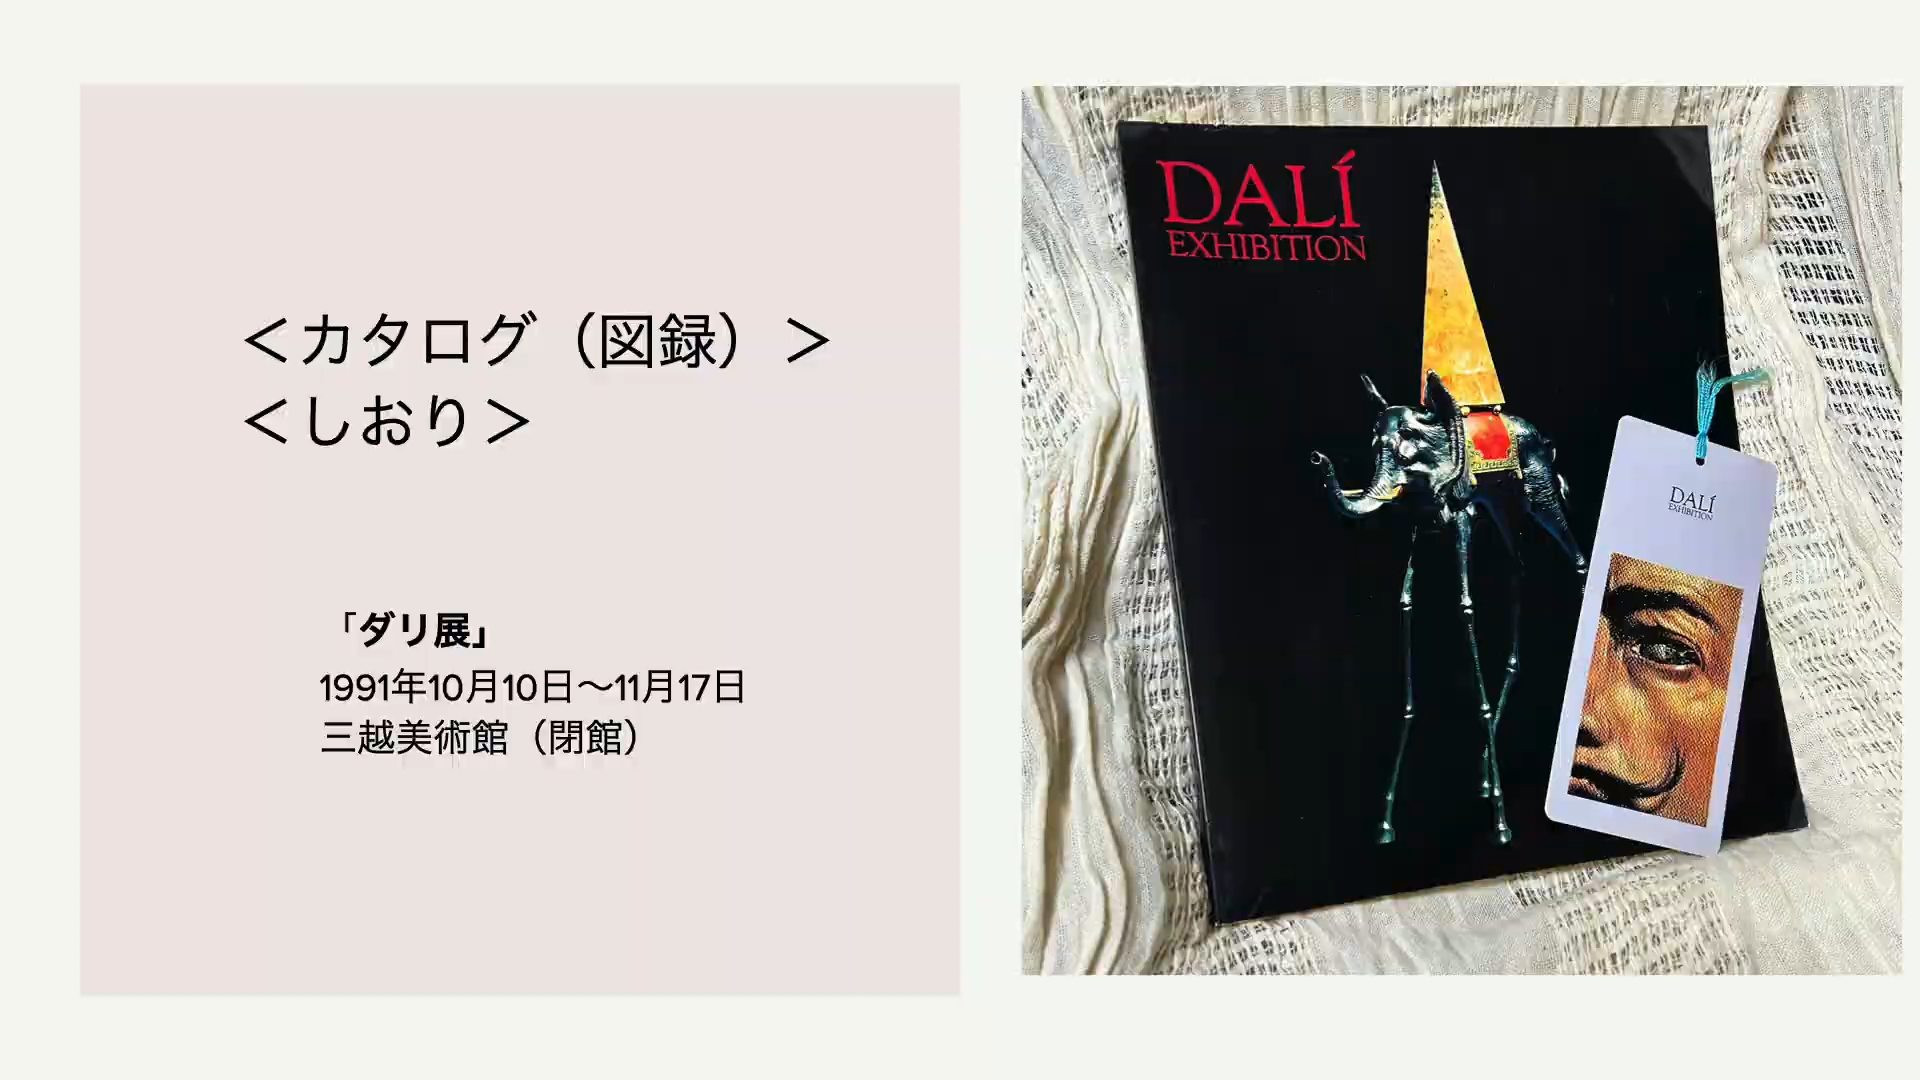 ＜カタログ（図録）＞
＜しおり＞
「ダリ展」
1991年10月10日〜11月17日
三越美術館（閉館）
DALÍ
EXHIBITION
DALÍ
EXHIBITION